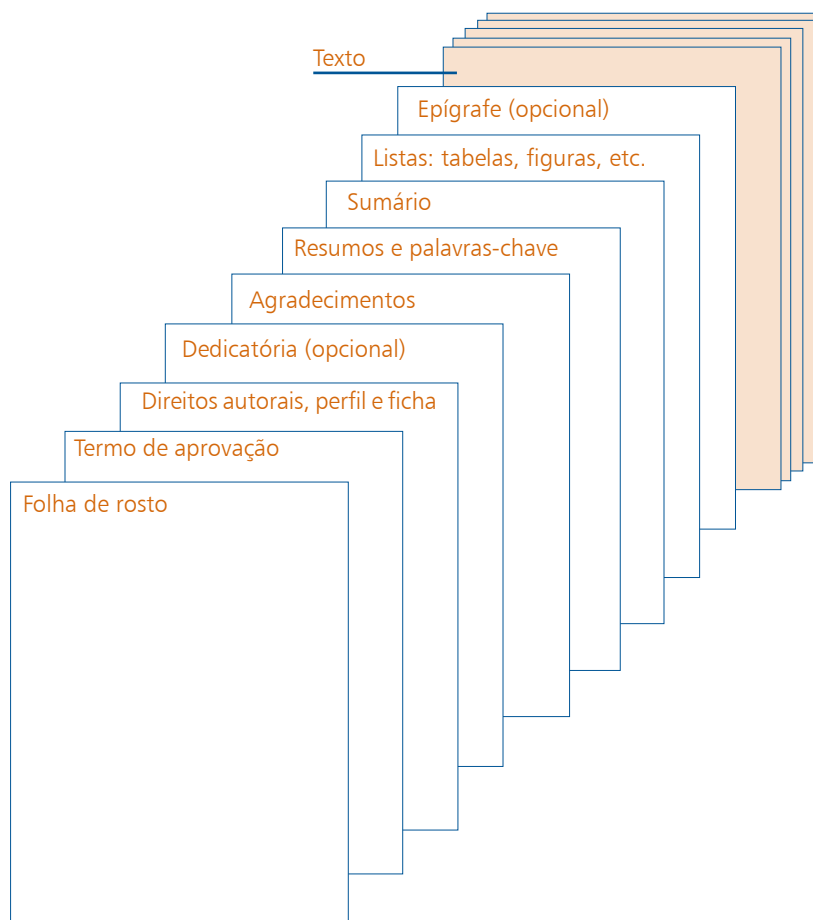 Texto
Epígrafe (opcional)
Listas: tabelas, figuras, etc.
Sumário
Resumos e palavras-chave
Agradecimentos
Dedicatória (opcional)
Direitos autorais, perfil e ficha
Termo de aprovação
Folha de rosto